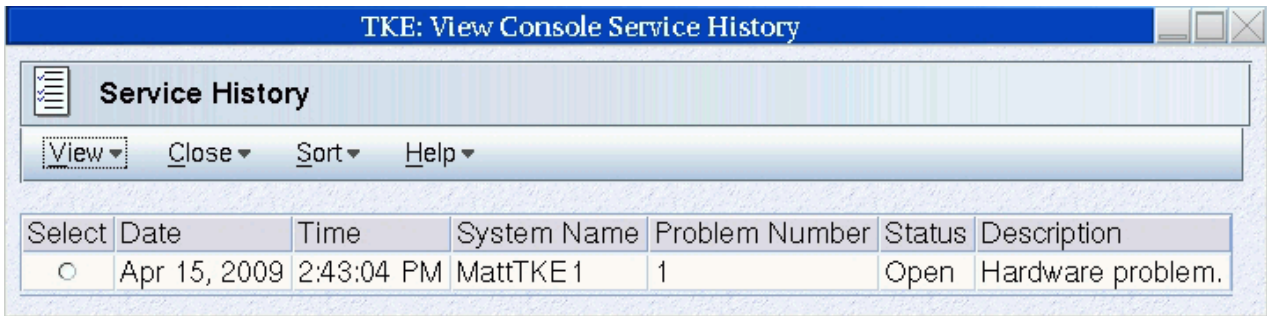 TKE: View Console Service History
Service History
View Close Sort Help
Select Date Time System Name Problem Number Status Description
Apr 15, 2009 2:43:04 PM MattTKE1 1 Open Hardware problem.